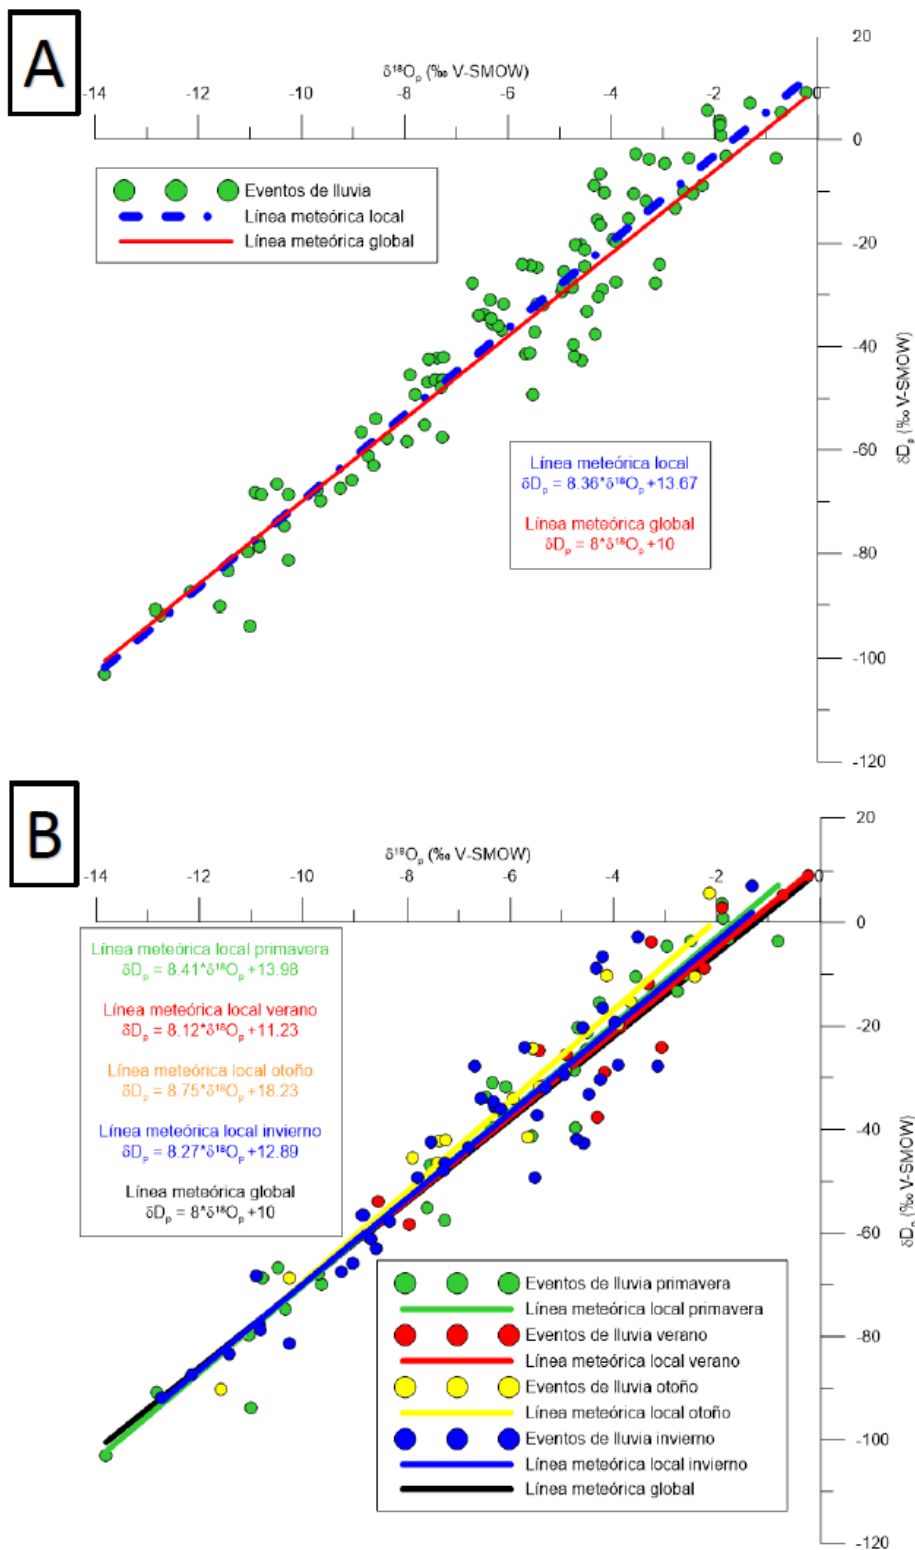 A
δ¹⁸Oₚ (‰ V-SMOW)
-14 -12 -10 -8 -6 -4 -2 0
20
0
-20
-40
-60
-80
-100
-120
δDₚ (‰ V-SMOW)
Eventos de lluvia
Línea meteórica local
Línea meteórica global
Línea meteórica local
δDₚ = 8.36*δ¹⁸Oₚ+13.67
Línea meteórica global
δDₚ = 8*δ¹⁸Oₚ+10
B
δ¹⁸Oₚ (‰ V-SMOW)
-14 -12 -10 -8 -6 -4 -2 0
20
0
-20
-40
-60
-80
-100
-120
δDₚ (‰ V-SMOW)
Línea meteórica local primavera
δDₚ = 8.41*δ¹⁸Oₚ+13.98
Línea meteórica local verano
δDₚ = 8.12*δ¹⁸Oₚ+11.23
Línea meteórica local otoño
δDₚ = 8.75*δ¹⁸Oₚ+18.23
Línea meteórica local invierno
δDₚ = 8.27*δ¹⁸Oₚ+12.89
Línea meteórica global
δDₚ = 8*δ¹⁸Oₚ+10
Eventos de lluvia primavera
Línea meteórica local primavera
Eventos de lluvia verano
Línea meteórica local verano
Eventos de lluvia otoño
Línea meteórica local otoño
Eventos de lluvia invierno
Línea meteórica local invierno
Línea meteórica global